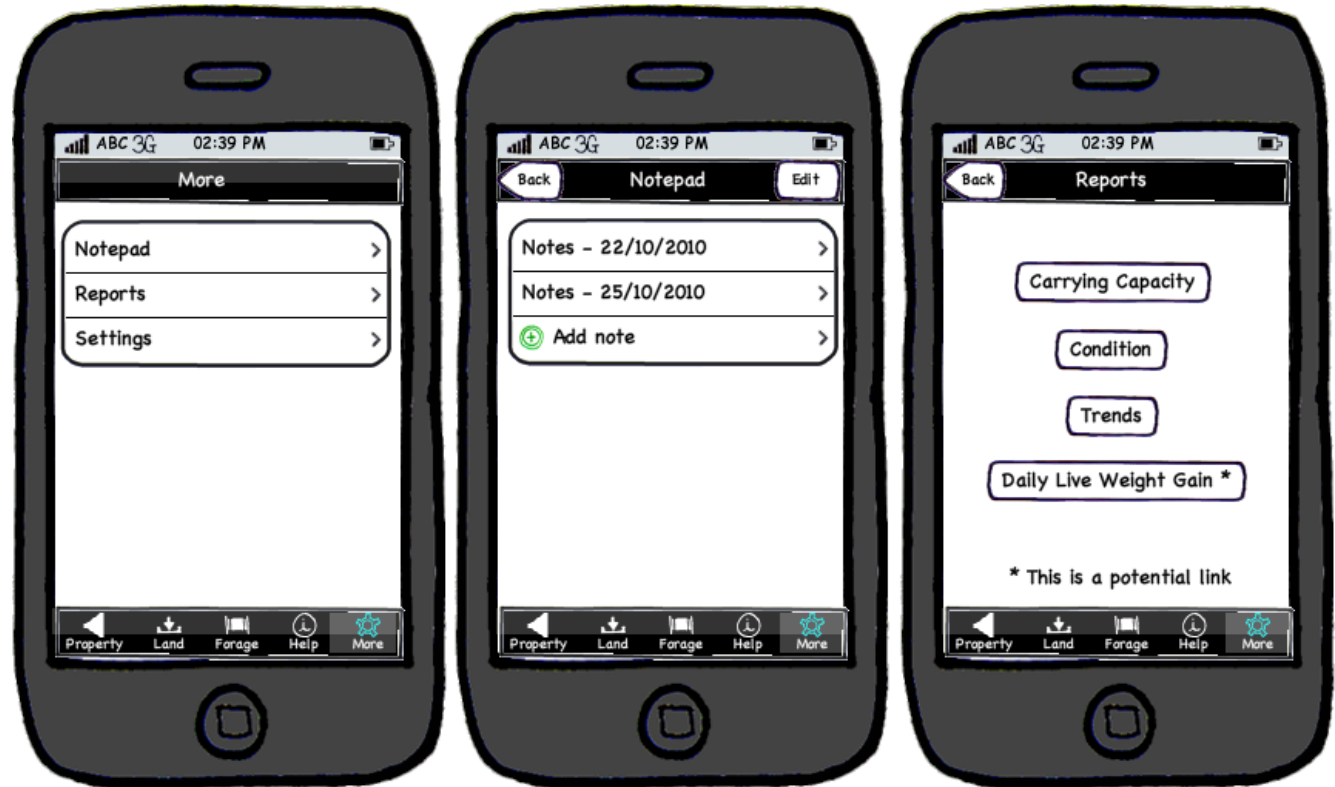 ABC 3G 02:39 PM
More
Notepad
Reports
Settings
Property Land Forage Help More
ABC 3G 02:39 PM
Back Notepad Edit
Notes - 22/10/2010
Notes - 25/10/2010
Add note
Property Land Forage Help More
ABC 3G 02:39 PM
Back Reports
Carrying Capacity
Condition
Trends
Daily Live Weight Gain *
* This is a potential link
Property Land Forage Help More